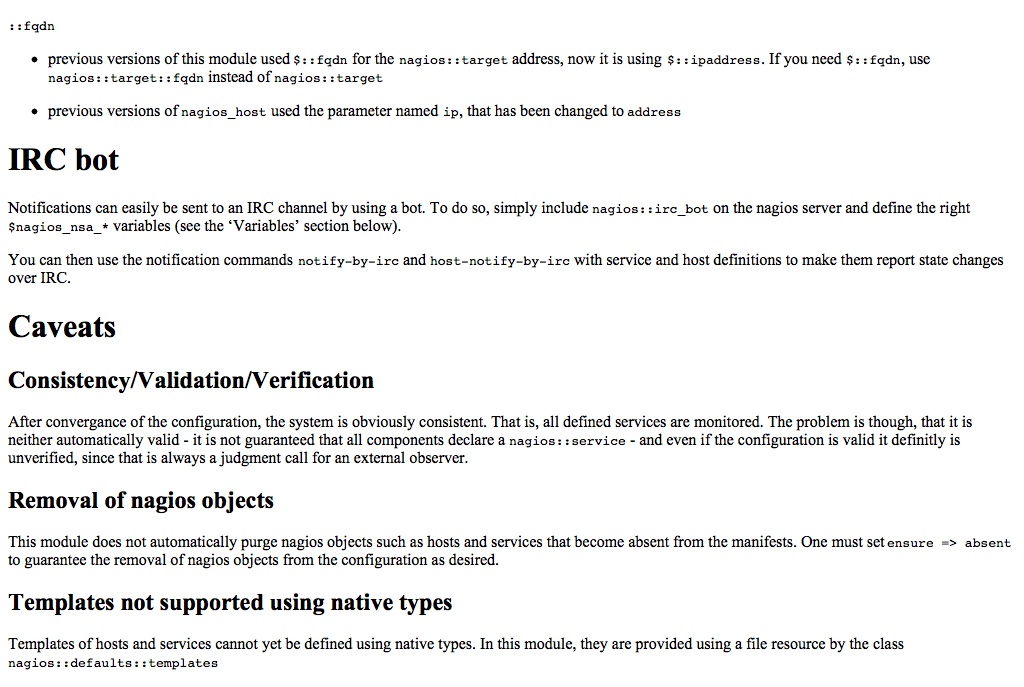 ::fqdn
• previous versions of this module used $::fqdn for the nagios::target address, now it is using $::ipaddress. If you need $::fqdn, use
nagios::target::fqdn instead of nagios::target
• previous versions of nagios_host used the parameter named ip, that has been changed to address
IRC bot
Notifications can easily be sent to an IRC channel by using a bot. To do so, simply include nagios::irc_bot on the nagios server and define the right
$nagios_nsa_* variables (see the ‘Variables’ section below).
You can then use the notification commands notify-by-irc and host-notify-by-irc with service and host definitions to make them report state changes
over IRC.
Caveats
Consistency/Validation/Verification
After convergance of the configuration, the system is obviously consistent. That is, all defined services are monitored. The problem is though, that it is
neither automatically valid - it is not guaranteed that all components declare a nagios::service - and even if the configuration is valid it definitly is
unverified, since that is always a judgment call for an external observer.
Removal of nagios objects
This module does not automatically purge nagios objects such as hosts and services that become absent from the manifests. One must set ensure => absent
to guarantee the removal of nagios objects from the configuration as desired.
Templates not supported using native types
Templates of hosts and services cannot yet be defined using native types. In this module, they are provided using a file resource by the class
nagios::defaults::templates